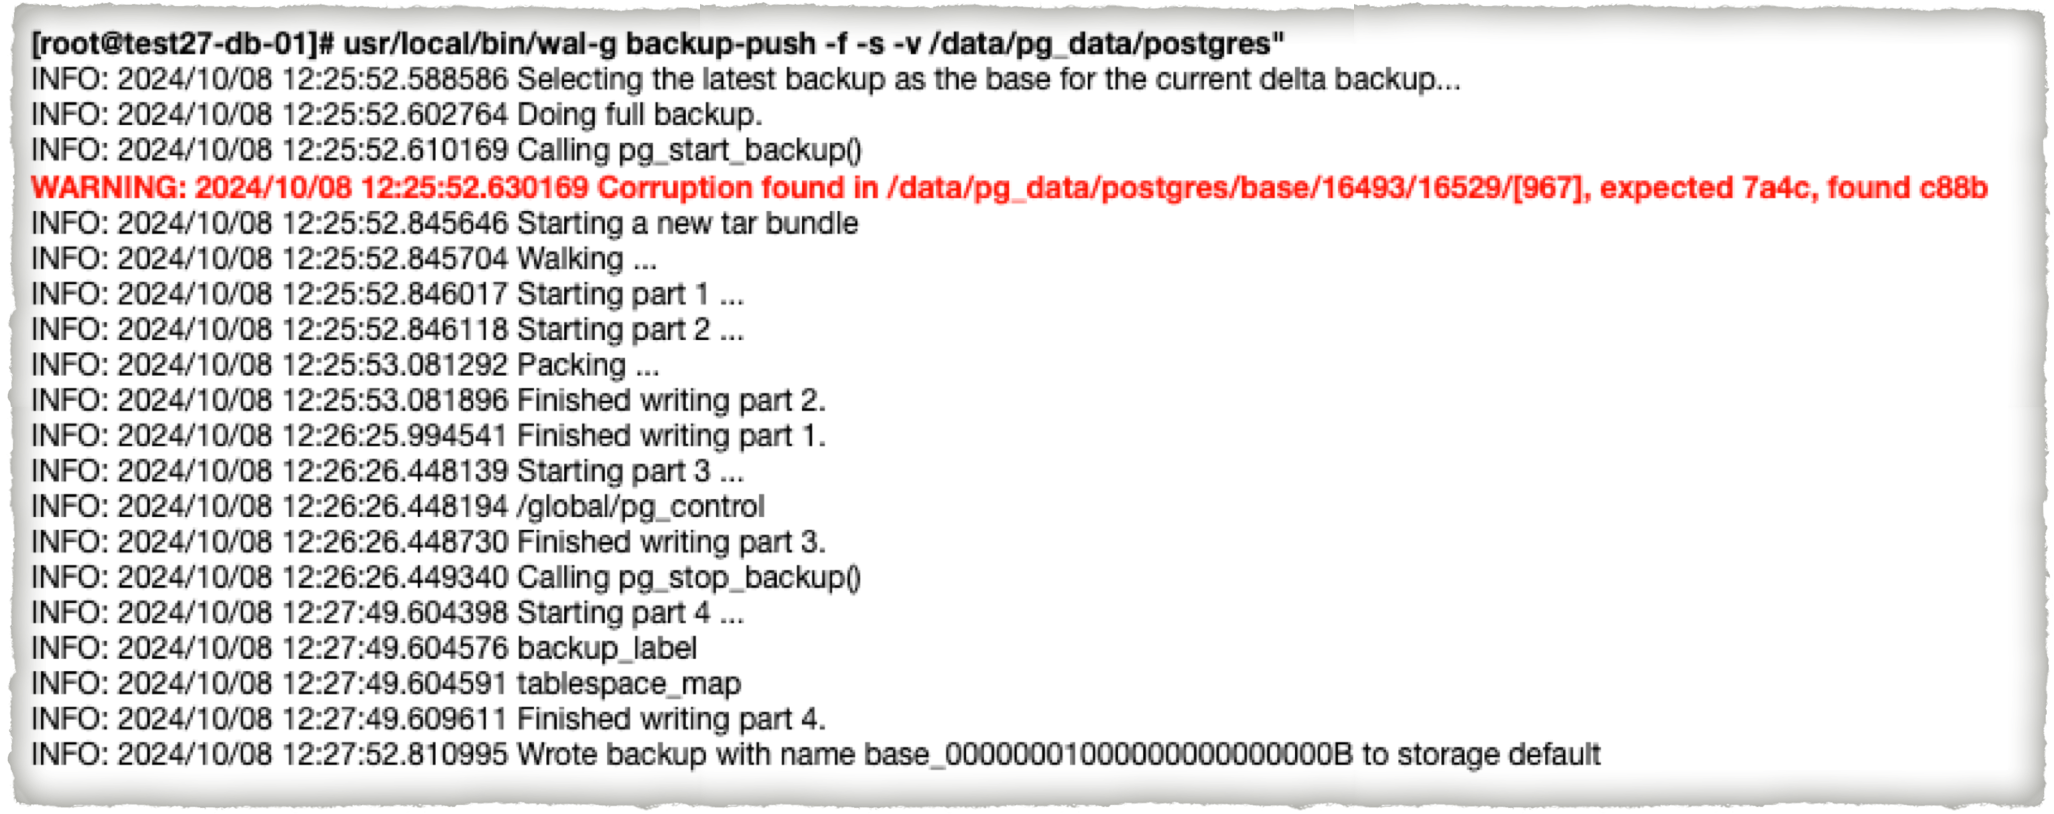 [root@test27-db-01]# usr/local/bin/wal-g backup-push -f -s -v /data/pg_data/postgres"
INFO: 2024/10/08 12:25:52.588586 Selecting the latest backup as the base for the current delta backup...
INFO: 2024/10/08 12:25:52.602764 Doing full backup.
INFO: 2024/10/08 12:25:52.610169 Calling pg_start_backup()
WARNING: 2024/10/08 12:25:52.630169 Corruption found in /data/pg_data/postgres/base/16493/16529/[967], expected 7a4c, found c88b
INFO: 2024/10/08 12:25:52.845646 Starting a new tar bundle
INFO: 2024/10/08 12:25:52.845704 Walking ...
INFO: 2024/10/08 12:25:52.846017 Starting part 1 ...
INFO: 2024/10/08 12:25:52.846118 Starting part 2 ...
INFO: 2024/10/08 12:25:53.081292 Packing ...
INFO: 2024/10/08 12:25:53.081896 Finished writing part 2.
INFO: 2024/10/08 12:26:25.994541 Finished writing part 1.
INFO: 2024/10/08 12:26:26.448139 Starting part 3 ...
INFO: 2024/10/08 12:26:26.448194 /global/pg_control
INFO: 2024/10/08 12:26:26.448730 Finished writing part 3.
INFO: 2024/10/08 12:26:26.449340 Calling pg_stop_backup()
INFO: 2024/10/08 12:27:49.604398 Starting part 4 ...
INFO: 2024/10/08 12:27:49.604576 backup_label
INFO: 2024/10/08 12:27:49.604591 tablespace_map
INFO: 2024/10/08 12:27:49.609611 Finished writing part 4.
INFO: 2024/10/08 12:27:52.810995 Wrote backup with name base_00000001000000000000000B to storage default